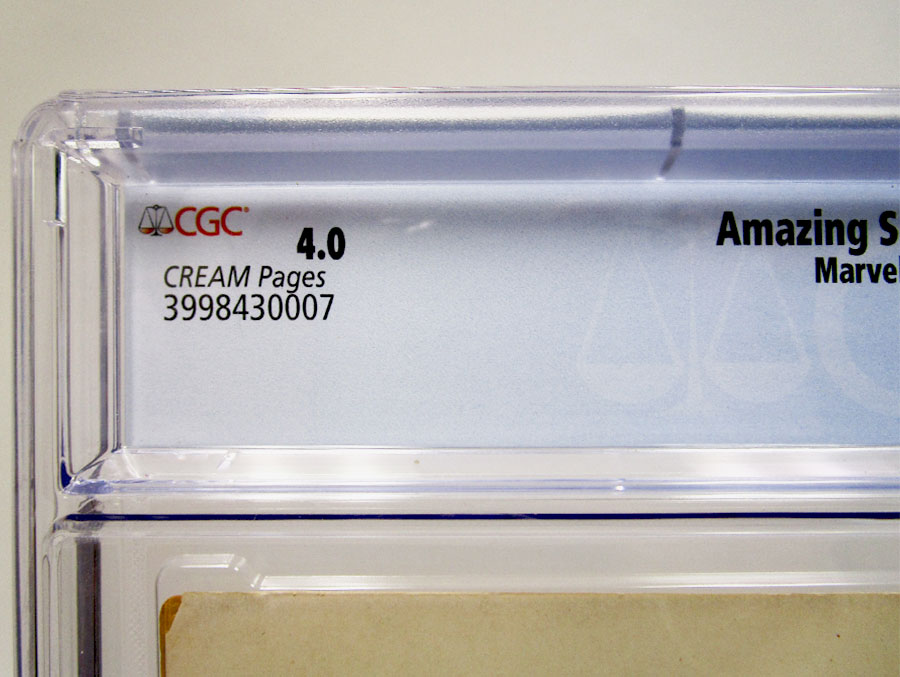 CGC
4.0
CREAM Pages
3998430007
Amazing S
Marvel